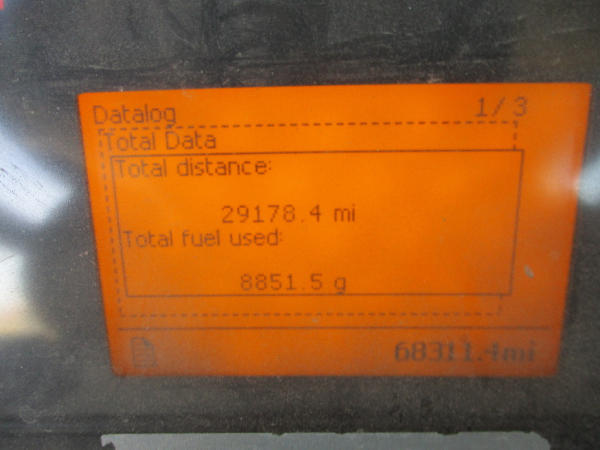 Datalog 1/3
Total Data
Total distance:
29178.4 mi
Total fuel used:
8851.5 g
68311.4mi